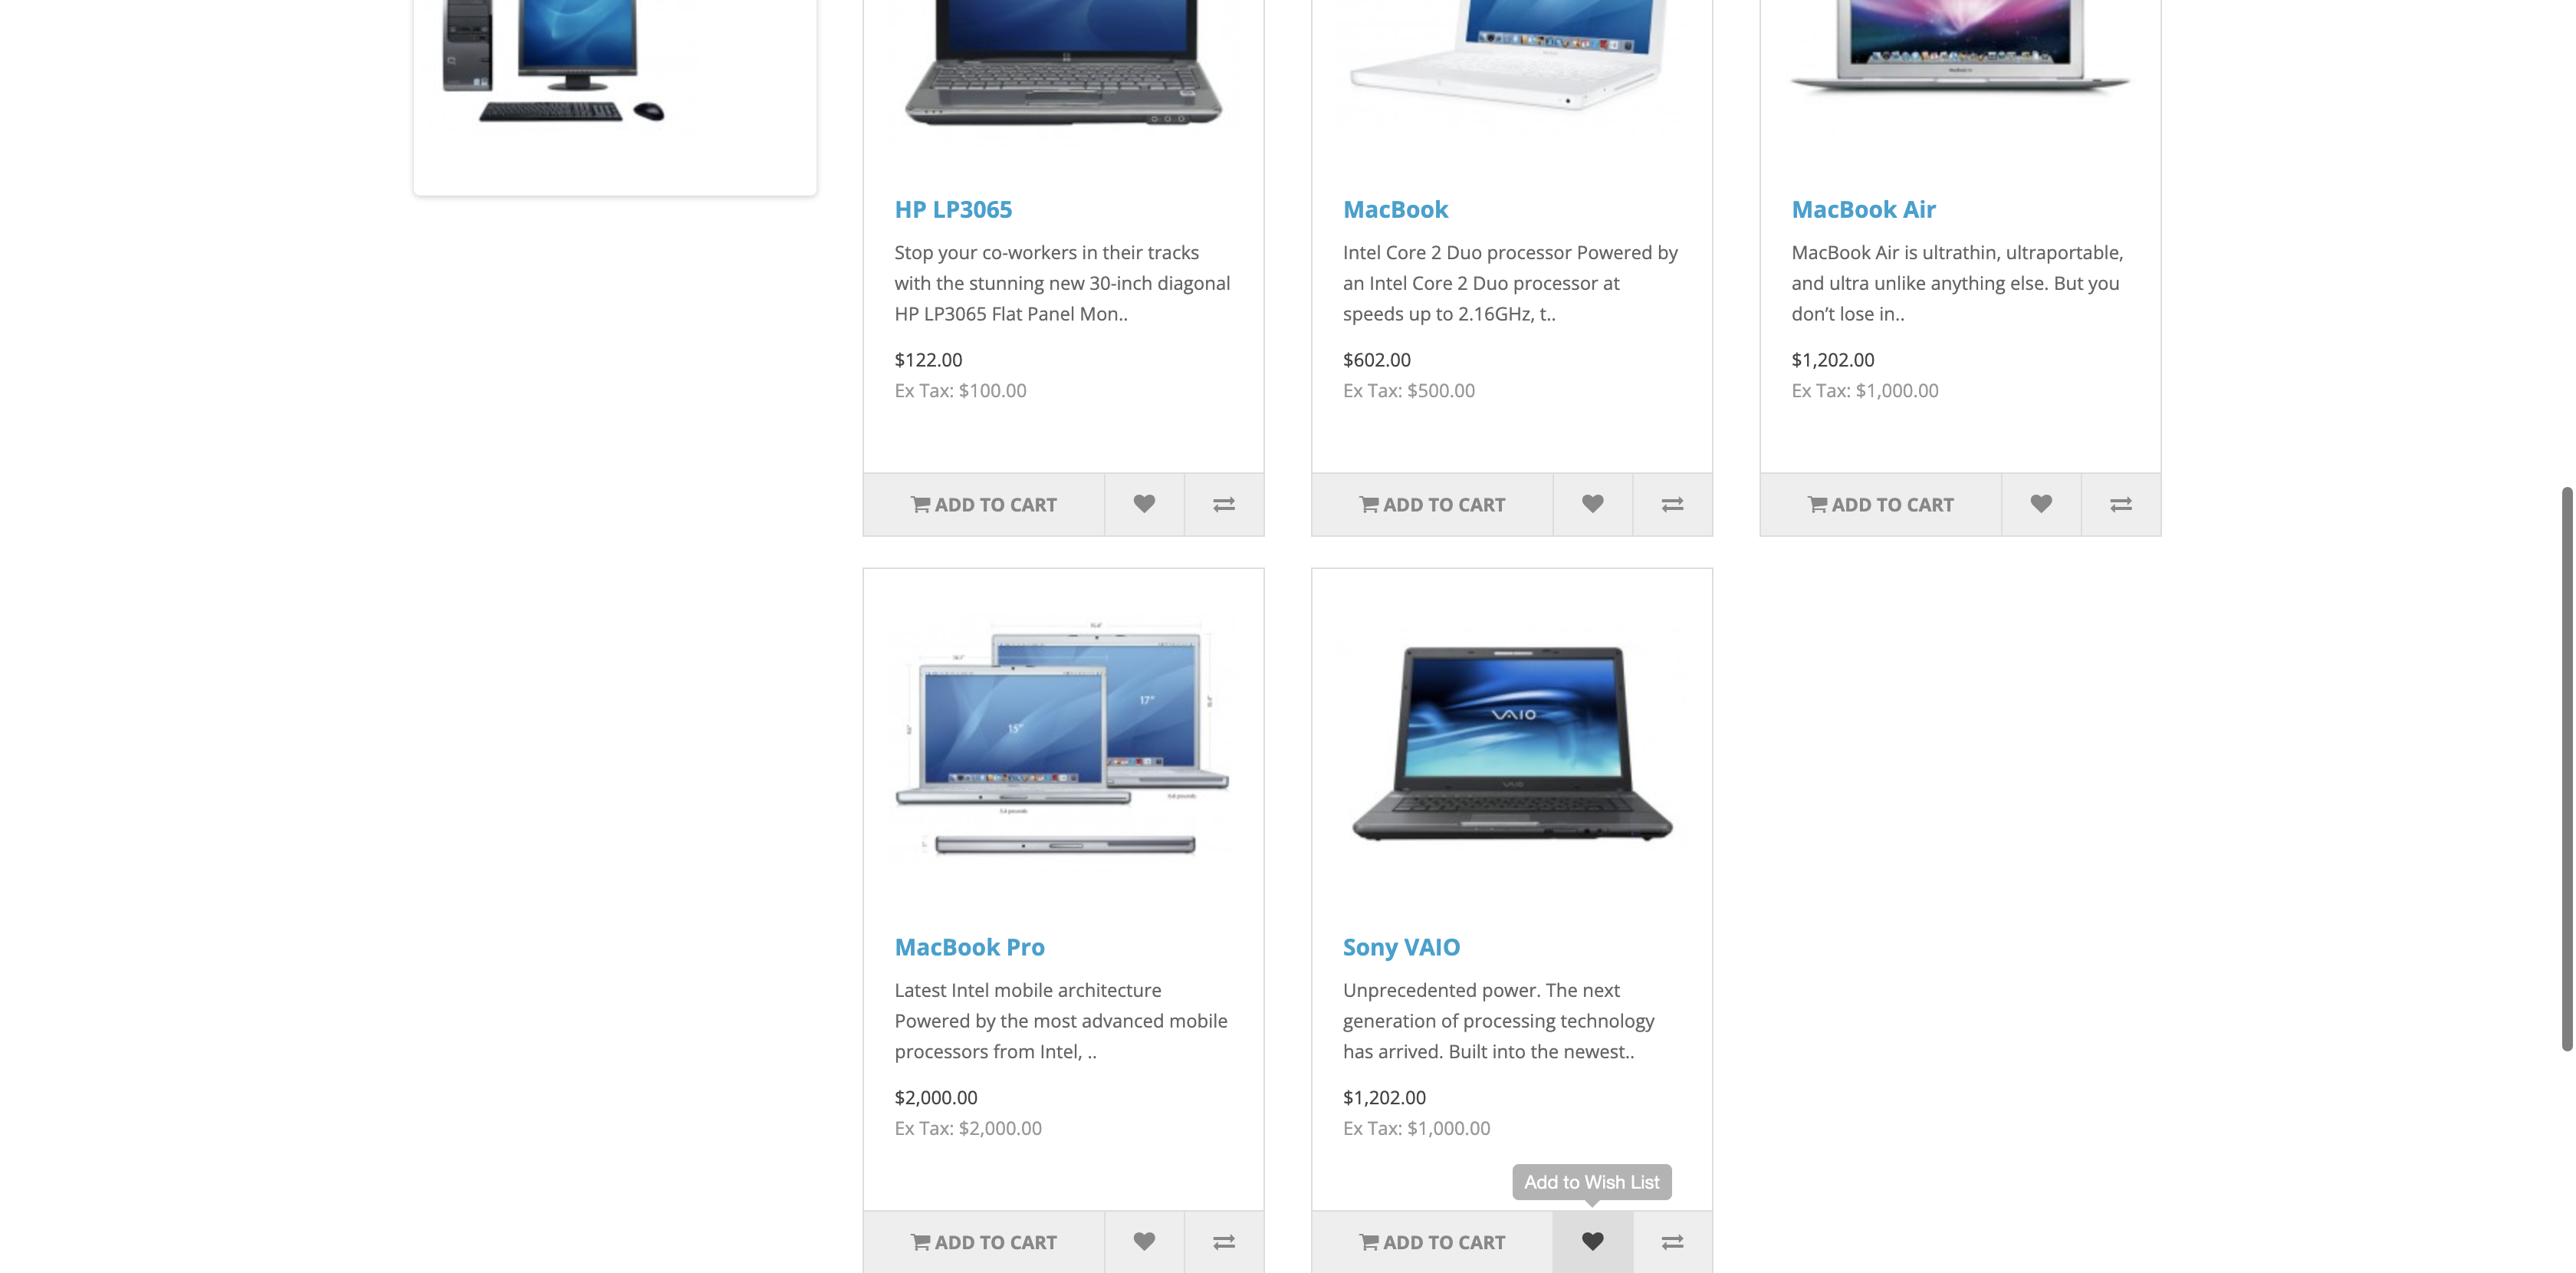 HP LP3065
Stop your co-workers in their tracks
with the stunning new 30-inch diagonal
HP LP3065 Flat Panel Mon..
$122.00
Ex Tax: $100.00
ADD TO CART
MacBook
Intel Core 2 Duo processor Powered by
an Intel Core 2 Duo processor at
speeds up to 2.16GHz, t..
$602.00
Ex Tax: $500.00
ADD TO CART
MacBook Air
MacBook Air is ultrathin, ultraportable,
and ultra unlike anything else. But you
don’t lose in..
$1,202.00
Ex Tax: $1,000.00
ADD TO CART
15"
17"
MacBook Pro
Latest Intel mobile architecture
Powered by the most advanced mobile
processors from Intel, ..
$2,000.00
Ex Tax: $2,000.00
ADD TO CART
VAIO
VAIO
Sony VAIO
Unprecedented power. The next
generation of processing technology
has arrived. Built into the newest..
$1,202.00
Ex Tax: $1,000.00
Add to Wish List
ADD TO CART